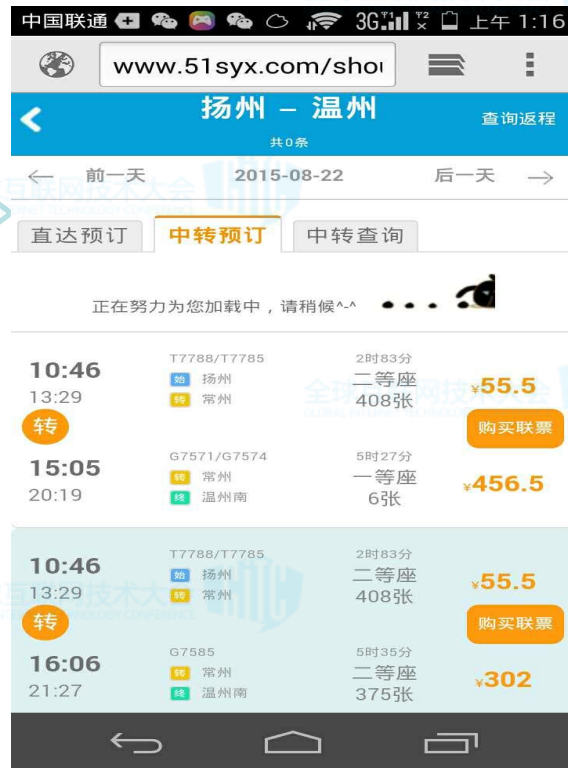 中国联通 3G 上午 1:16
www.51syx.com/shou
扬州 – 温州
查询返程
共0条
← 前一天 2015-08-22 后一天 →
直达预订 中转预订 中转查询
正在努力为您加载中，请稍候^-^
T7788/T7785 2时83分
10:46 始 扬州 二等座 ¥55.5
13:29 转 常州 408张
转 购买联票
G7571/G7574 5时27分
15:05 转 常州 一等座 ¥456.5
20:19 终 温州南 6张
T7788/T7785 2时83分
10:46 始 扬州 二等座 ¥55.5
13:29 转 常州 408张
转 购买联票
G7585 5时35分
16:06 转 常州 二等座 ¥302
21:27 终 温州南 375张